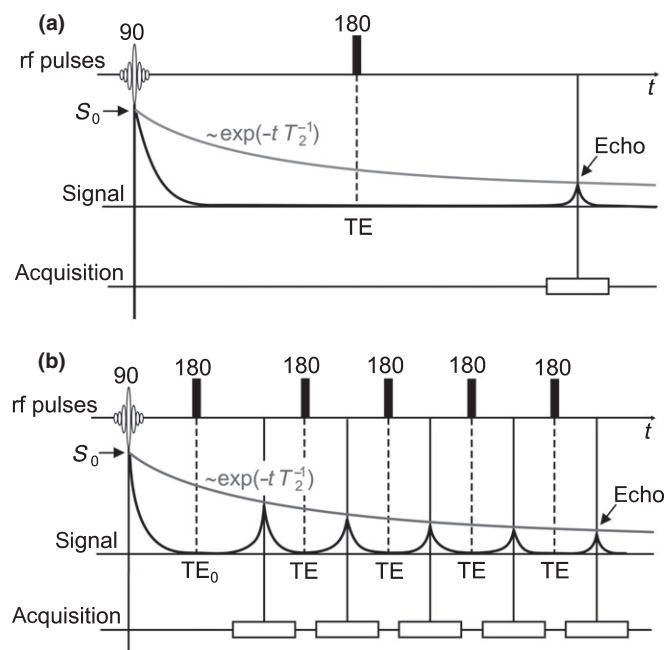 (a)
90
180
rf pulses
t
S₀
~exp(-t T₂⁻¹)
Echo
Signal
TE
Acquisition
(b)
90
180
180
180
180
180
rf pulses
t
S₀
~exp(-t T₂⁻¹)
Echo
Signal
TE₀
TE
TE
TE
TE
Acquisition